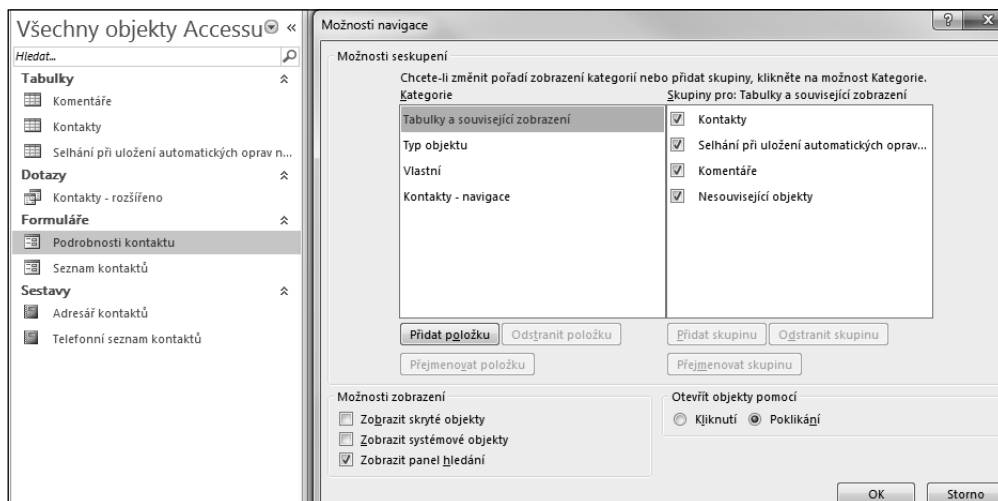 Všechny objekty Accessu
Hledat...
Tabulky
Komentáře
Kontakty
Selhání při uložení automatických oprav n...
Dotazy
Kontakty - rozšířeno
Formuláře
Podrobnosti kontaktu
Seznam kontaktů
Sestavy
Adresář kontaktů
Telefonní seznam kontaktů
Možnosti navigace
Možnosti seskupení
Chcete-li změnit pořadí zobrazení kategorií nebo přidat skupiny, klikněte na možnost Kategorie.
Kategorie
Tabulky a související zobrazení
Typ objektu
Vlastní
Kontakty - navigace
Skupiny pro: Tabulky a související zobrazení
Kontakty
Selhání při uložení automatických oprav...
Komentáře
Nesouvisející objekty
Přidat položku Odstranit položku
Přejmenovat položku
Přidat skupinu Odstranit skupinu
Přejmenovat skupinu
Možnosti zobrazení
Zobrazit skryté objekty
Zobrazit systémové objekty
Zobrazit panel hledání
Otevřít objekty pomocí
Kliknutí Poklikání
OK Storno